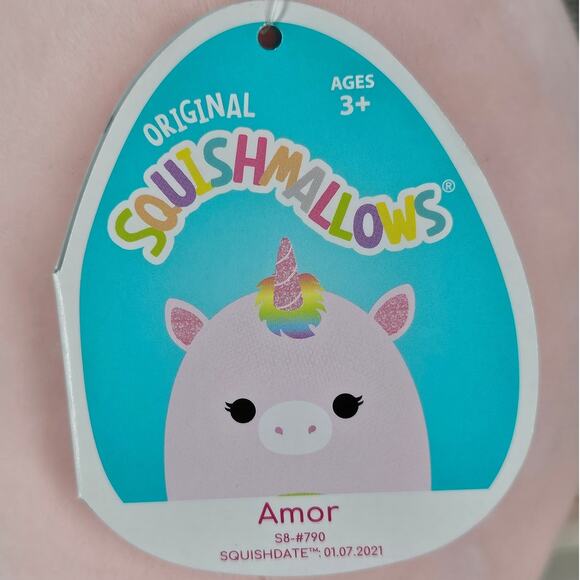 ORIGINAL
SQUISHMALLOWS®
AGES
3+
Amor
S8-#790
SQUISHDATE™: 01.07.2021